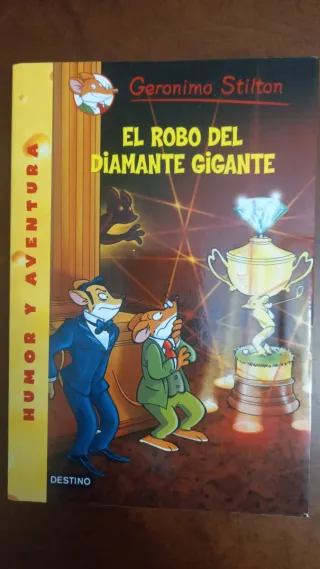 Geronimo Stilton
EL ROBO DEL
DIAMANTE GIGANTE
HUMOR Y AVENTURA
DESTINO